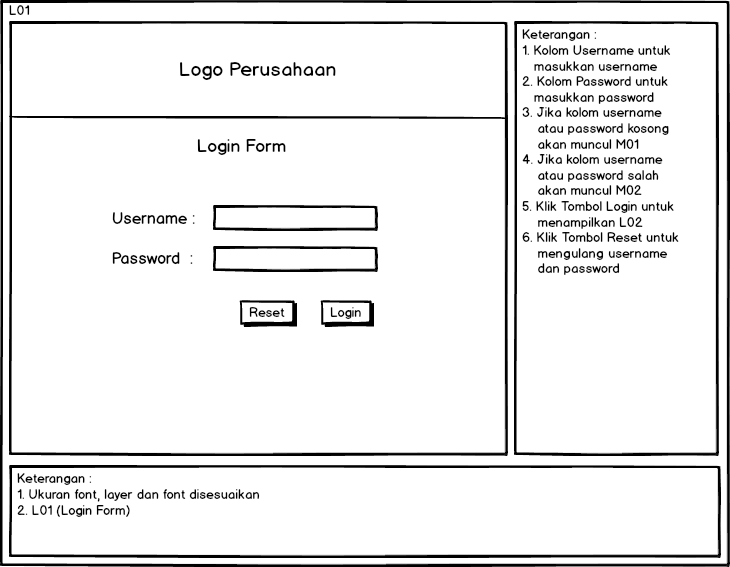 L01
Logo Perusahaan
Login Form
Username :
Password :
Reset
Login
Keterangan :
1. Kolom Username untuk
masukkan username
2. Kolom Password untuk
masukkan password
3. Jika kolom username
atau password kosong
akan muncul M01
4. Jika kolom username
atau password salah
akan muncul M02
5. Klik Tombol Login untuk
menampilkan L02
6. Klik Tombol Reset untuk
mengulang username
dan password
Keterangan :
1. Ukuran font, layer dan font disesuaikan
2. L01 (Login Form)